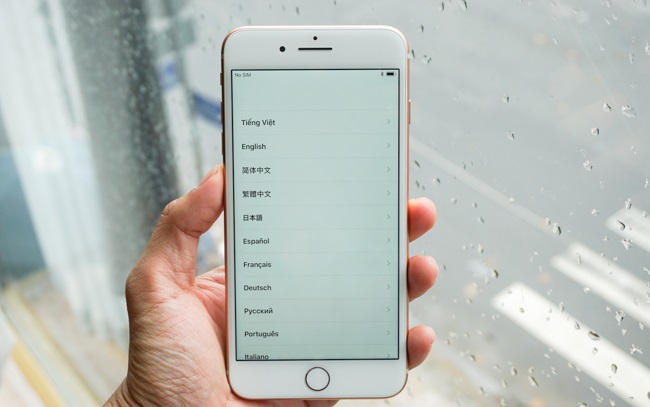 No SIM
Tiếng Việt
English
简体中文
繁體中文
日本語
Español
Français
Deutsch
Русский
Português
Italiano